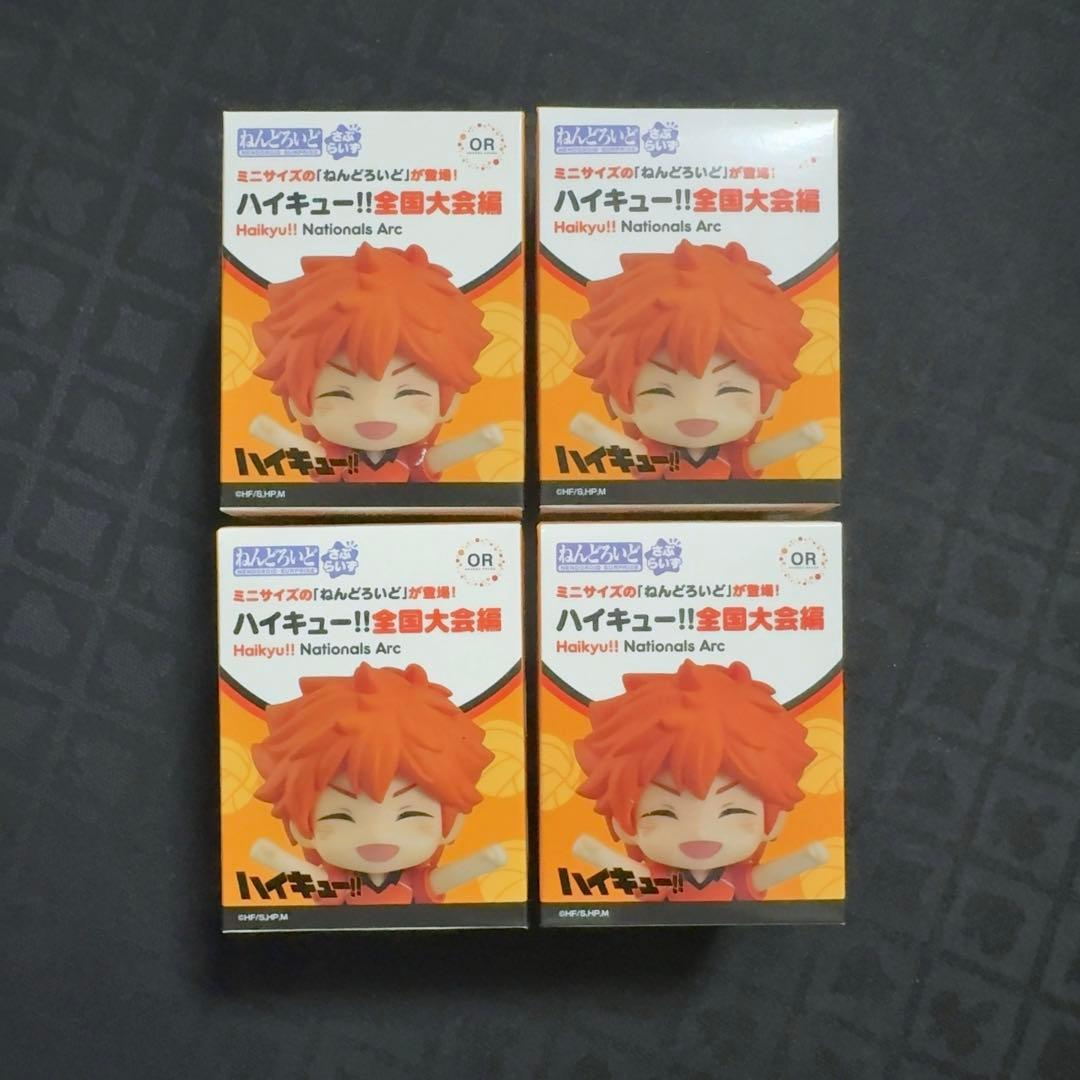 ねんどろいど
NENDOROID SURPRISE
さぷらいず
OR
ミニサイズの「ねんどろいど」が登場!
ハイキュー!!全国大会編
Haikyu!! Nationals Arc
ハイキュー!!
©HF/S,HP,M
ねんどろいど
NENDOROID SURPRISE
さぷらいず
ミニサイズの「ねんどろいど」が登場!
ハイキュー!!全国大会編
Haikyu!! Nationals Arc
ハイキュー!!
©HF/S,HP,M
ねんどろいど
NENDOROID SURPRISE
さぷらいず
OR
ミニサイズの「ねんどろいど」が登場!
ハイキュー!!全国大会編
Haikyu!! Nationals Arc
ハイキュー!!
©HF/S,HP,M
ねんどろいど
NENDOROID SURPRISE
さぷらいず
OR
ミニサイズの「ねんどろいど」が登場!
ハイキュー!!全国大会編
Haikyu!! Nationals Arc
ハイキュー!!
©HF/S,HP,M